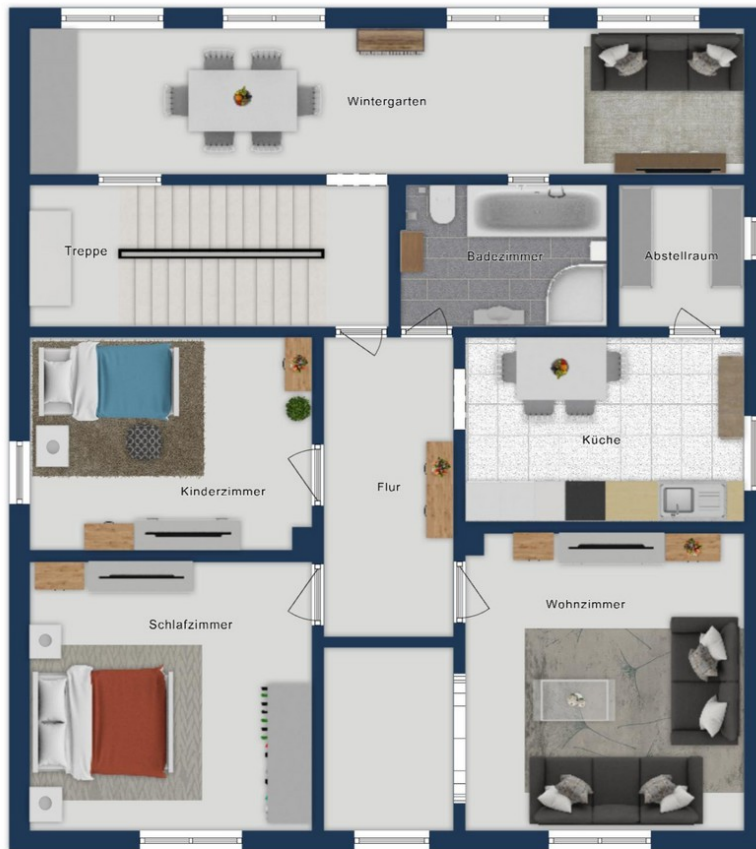 Wintergarten
Treppe
Badezimmer
Abstellraum
Küche
Kinderzimmer
Flur
Schlafzimmer
Wohnzimmer